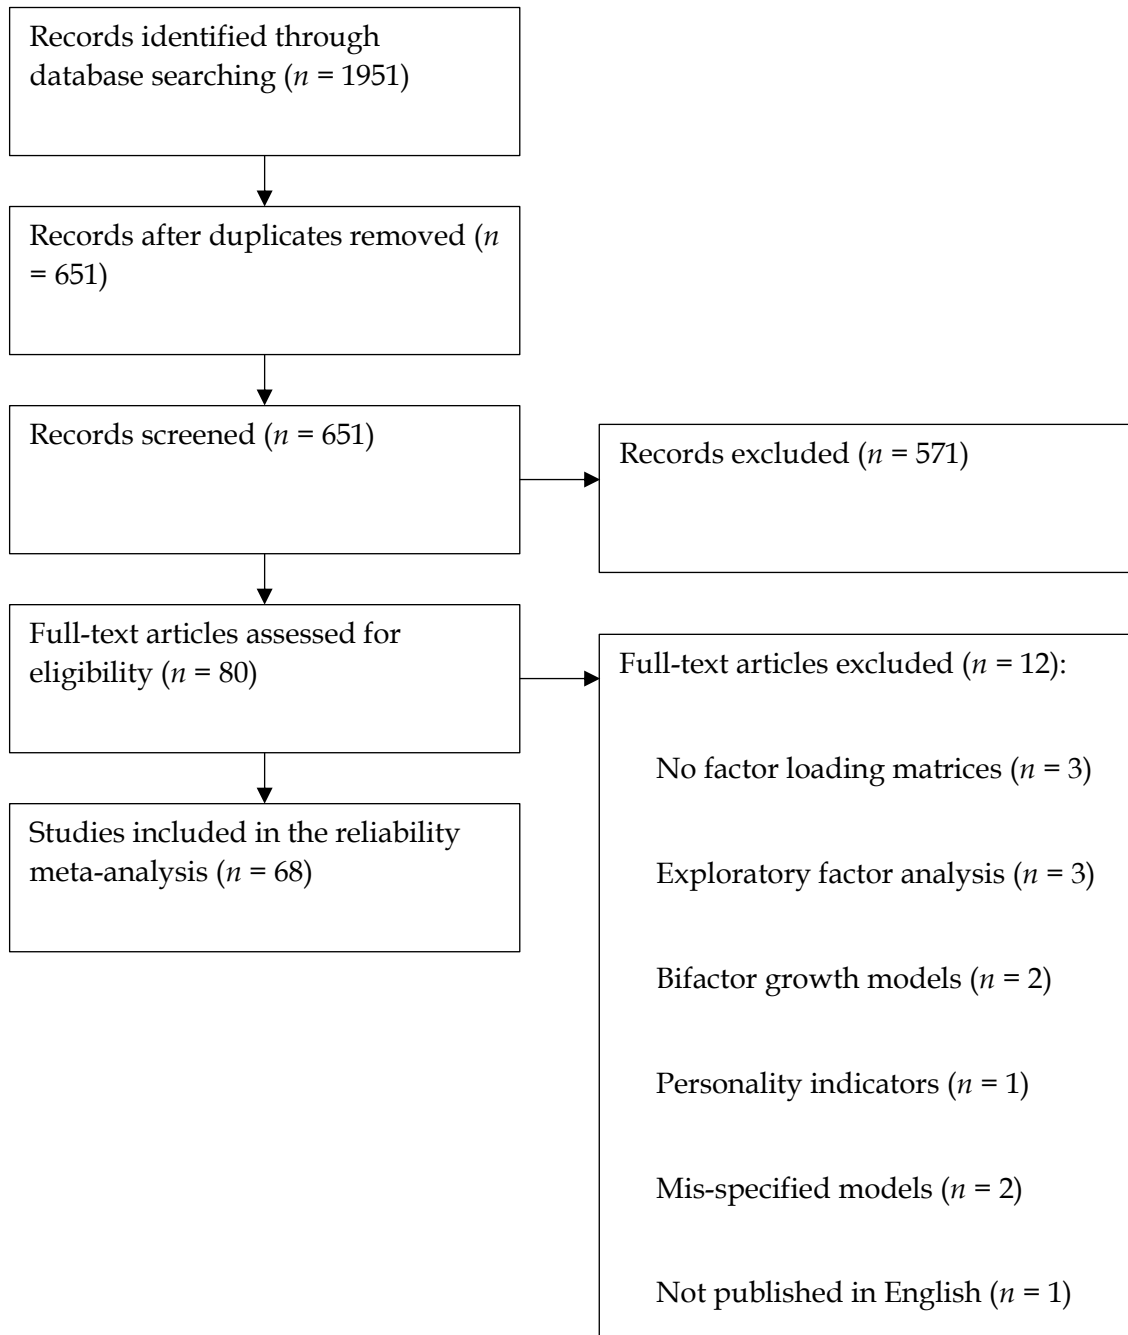 Records identified through
database searching (n = 1951)
Records after duplicates removed (n
= 651)
Records screened (n = 651)
Records excluded (n = 571)
Full-text articles assessed for
eligibility (n = 80)
Full-text articles excluded (n = 12):
No factor loading matrices (n = 3)
Exploratory factor analysis (n = 3)
Bifactor growth models (n = 2)
Personality indicators (n = 1)
Mis-specified models (n = 2)
Not published in English (n = 1)
Studies included in the reliability
meta-analysis (n = 68)